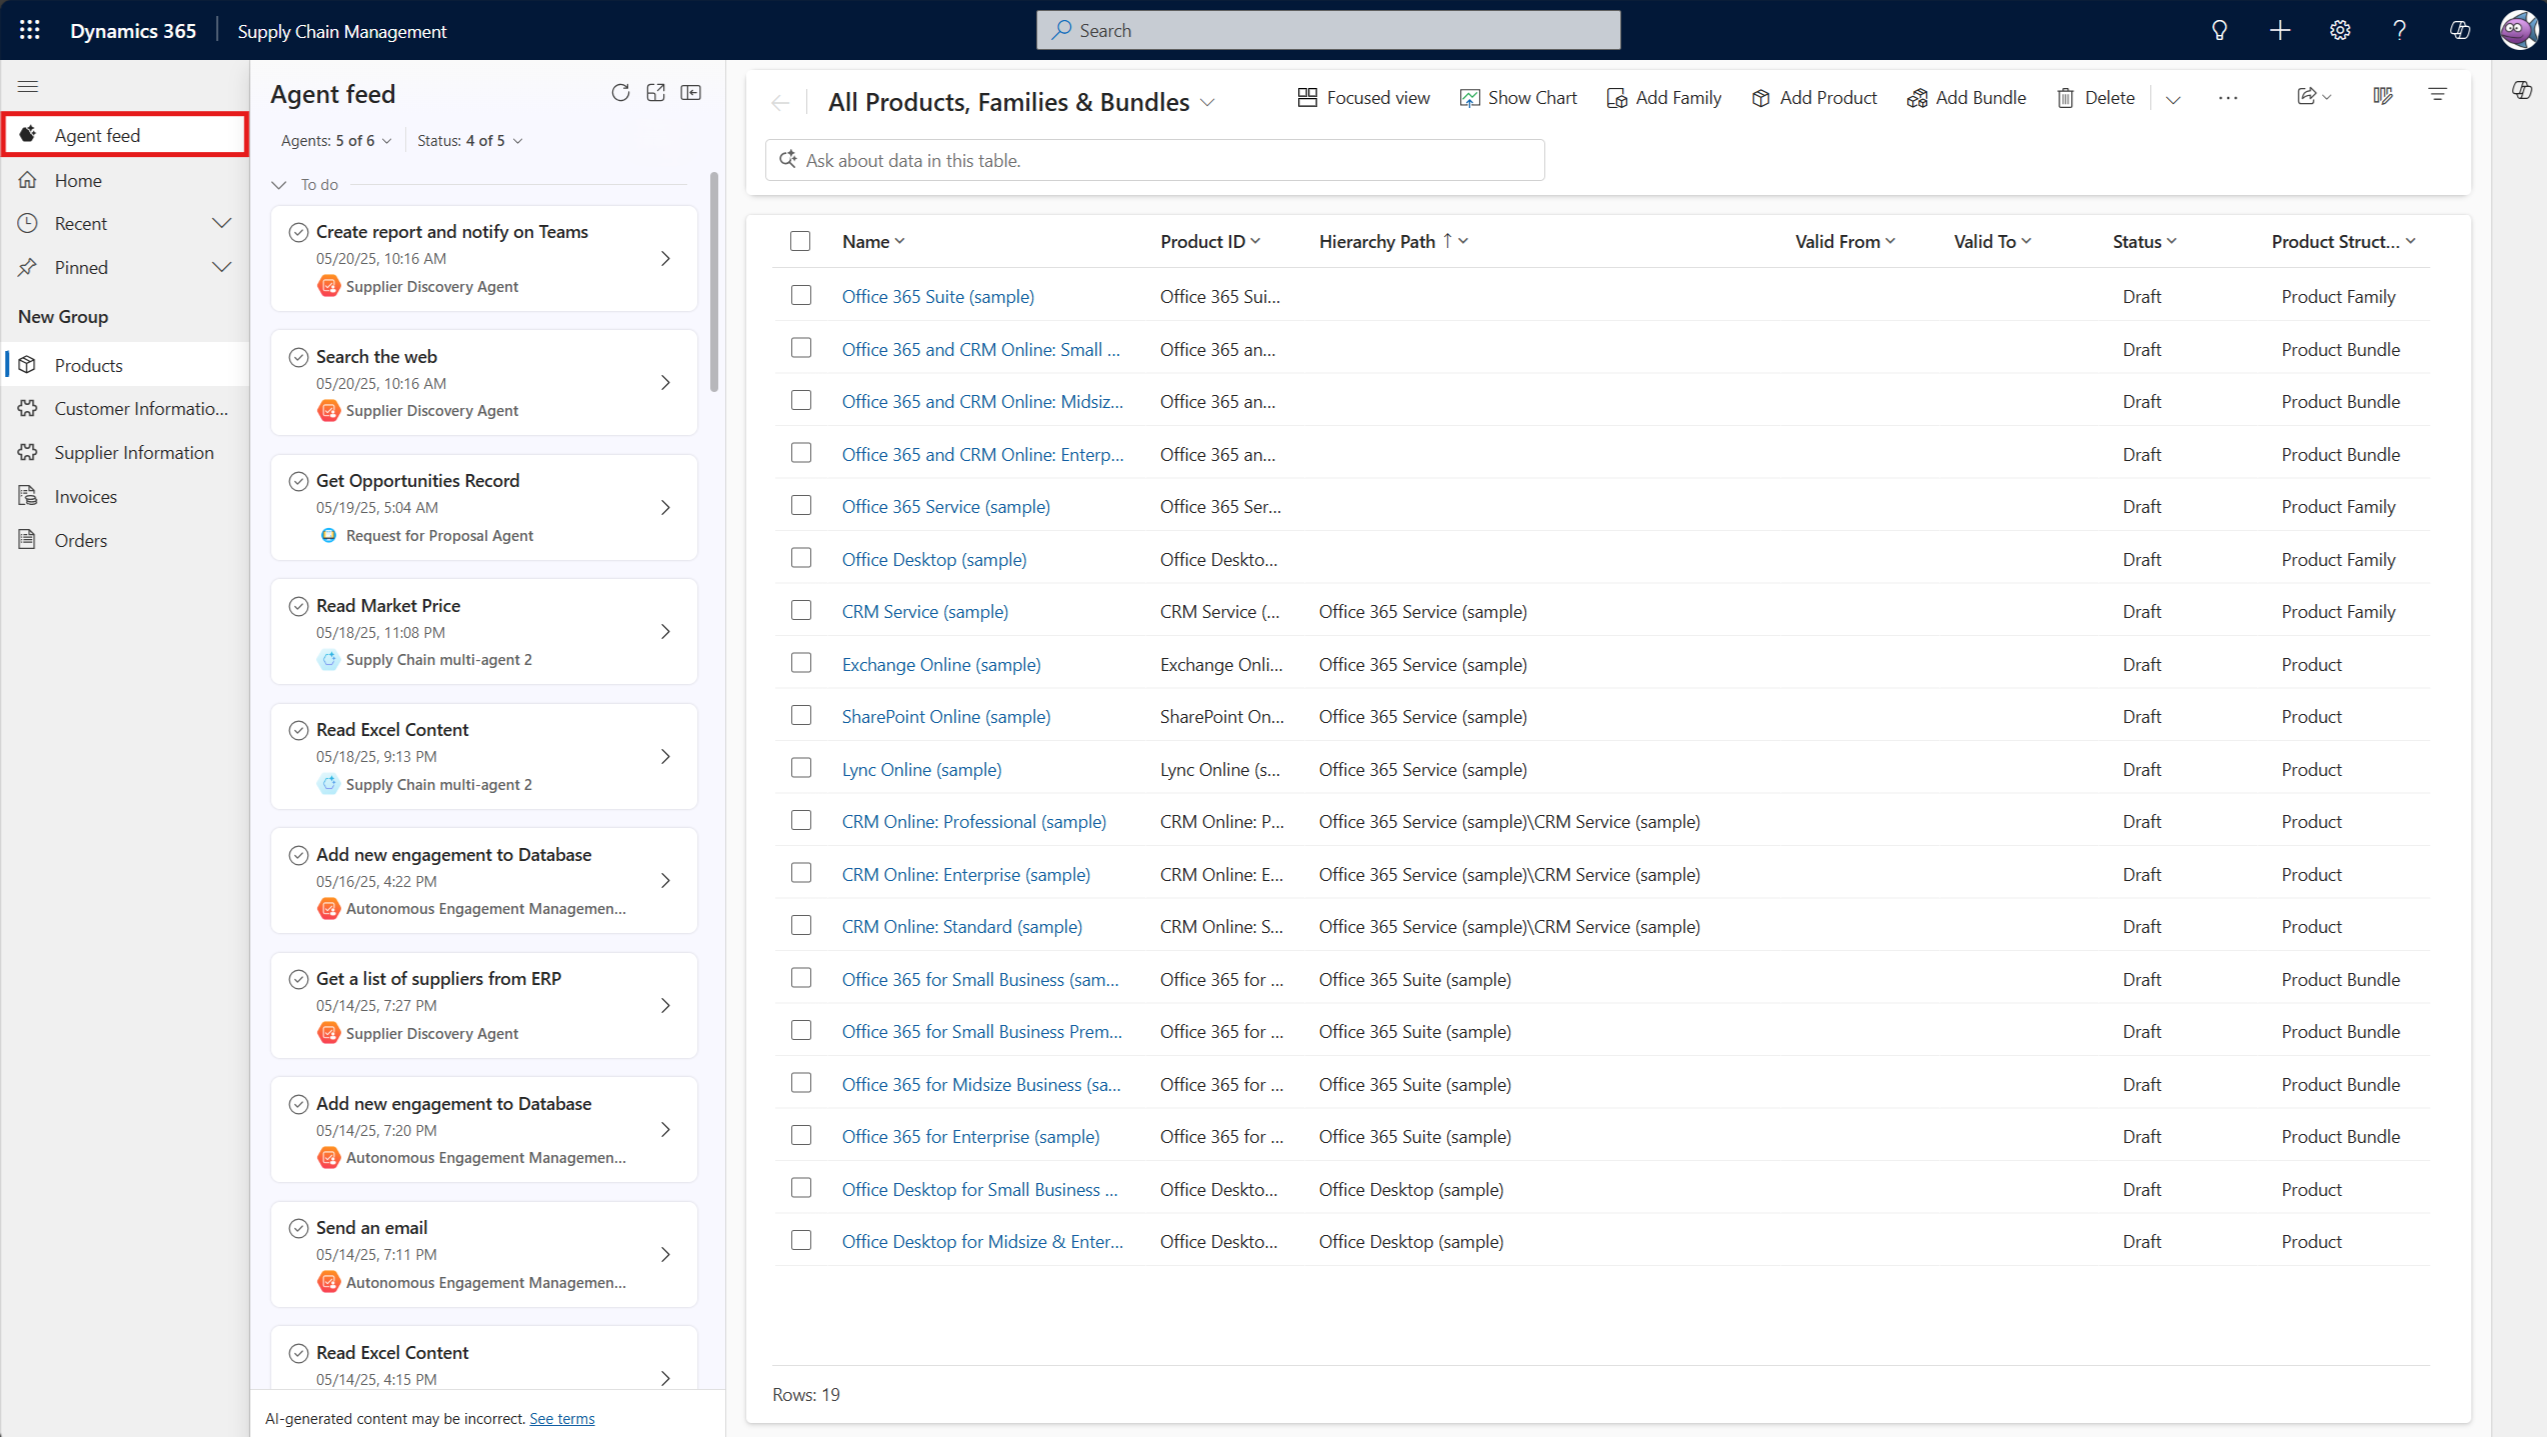 Dynamics 365
Supply Chain Management
Search
Agent feed
Home
Recent
Pinned
New Group
Products
Customer Informatio...
Supplier Information
Invoices
Orders
Agent feed
Agents: 5 of 6
Status: 4 of 5
To do
Create report and notify on Teams
05/20/25, 10:16 AM
Supplier Discovery Agent
Search the web
05/20/25, 10:16 AM
Supplier Discovery Agent
Get Opportunities Record
05/19/25, 5:04 AM
Request for Proposal Agent
Read Market Price
05/18/25, 11:08 PM
Supply Chain multi-agent 2
Read Excel Content
05/18/25, 9:13 PM
Supply Chain multi-agent 2
Add new engagement to Database
05/16/25, 4:22 PM
Autonomous Engagement Managemen...
Get a list of suppliers from ERP
05/14/25, 7:27 PM
Supplier Discovery Agent
Add new engagement to Database
05/14/25, 7:20 PM
Autonomous Engagement Managemen...
Send an email
05/14/25, 7:11 PM
Autonomous Engagement Managemen...
Read Excel Content
05/14/25, 4:15 PM
AI-generated content may be incorrect. See terms
All Products, Families & Bundles
Focused view Show Chart Add Family Add Product Add Bundle Delete
Ask about data in this table.
Name Product ID Hierarchy Path ↑ Valid From Valid To Status Product Struct...
Office 365 Suite (sample) Office 365 Sui... Draft Product Family
Office 365 and CRM Online: Small ... Office 365 an... Draft Product Bundle
Office 365 and CRM Online: Midsiz... Office 365 an... Draft Product Bundle
Office 365 and CRM Online: Enterp... Office 365 an... Draft Product Bundle
Office 365 Service (sample) Office 365 Ser... Draft Product Family
Office Desktop (sample) Office Deskto... Draft Product Family
CRM Service (sample) CRM Service (... Office 365 Service (sample) Draft Product Family
Exchange Online (sample) Exchange Onli... Office 365 Service (sample) Draft Product
SharePoint Online (sample) SharePoint On... Office 365 Service (sample) Draft Product
Lync Online (sample) Lync Online (s... Office 365 Service (sample) Draft Product
CRM Online: Professional (sample) CRM Online: P... Office 365 Service (sample)\CRM Service (sample) Draft Product
CRM Online: Enterprise (sample) CRM Online: E... Office 365 Service (sample)\CRM Service (sample) Draft Product
CRM Online: Standard (sample) CRM Online: S... Office 365 Service (sample)\CRM Service (sample) Draft Product
Office 365 for Small Business (sam... Office 365 for ... Office 365 Suite (sample) Draft Product Bundle
Office 365 for Small Business Prem... Office 365 for ... Office 365 Suite (sample) Draft Product Bundle
Office 365 for Midsize Business (sa... Office 365 for ... Office 365 Suite (sample) Draft Product Bundle
Office 365 for Enterprise (sample) Office 365 for ... Office 365 Suite (sample) Draft Product Bundle
Office Desktop for Small Business ... Office Deskto... Office Desktop (sample) Draft Product
Office Desktop for Midsize & Enter... Office Deskto... Office Desktop (sample) Draft Product
Rows: 19